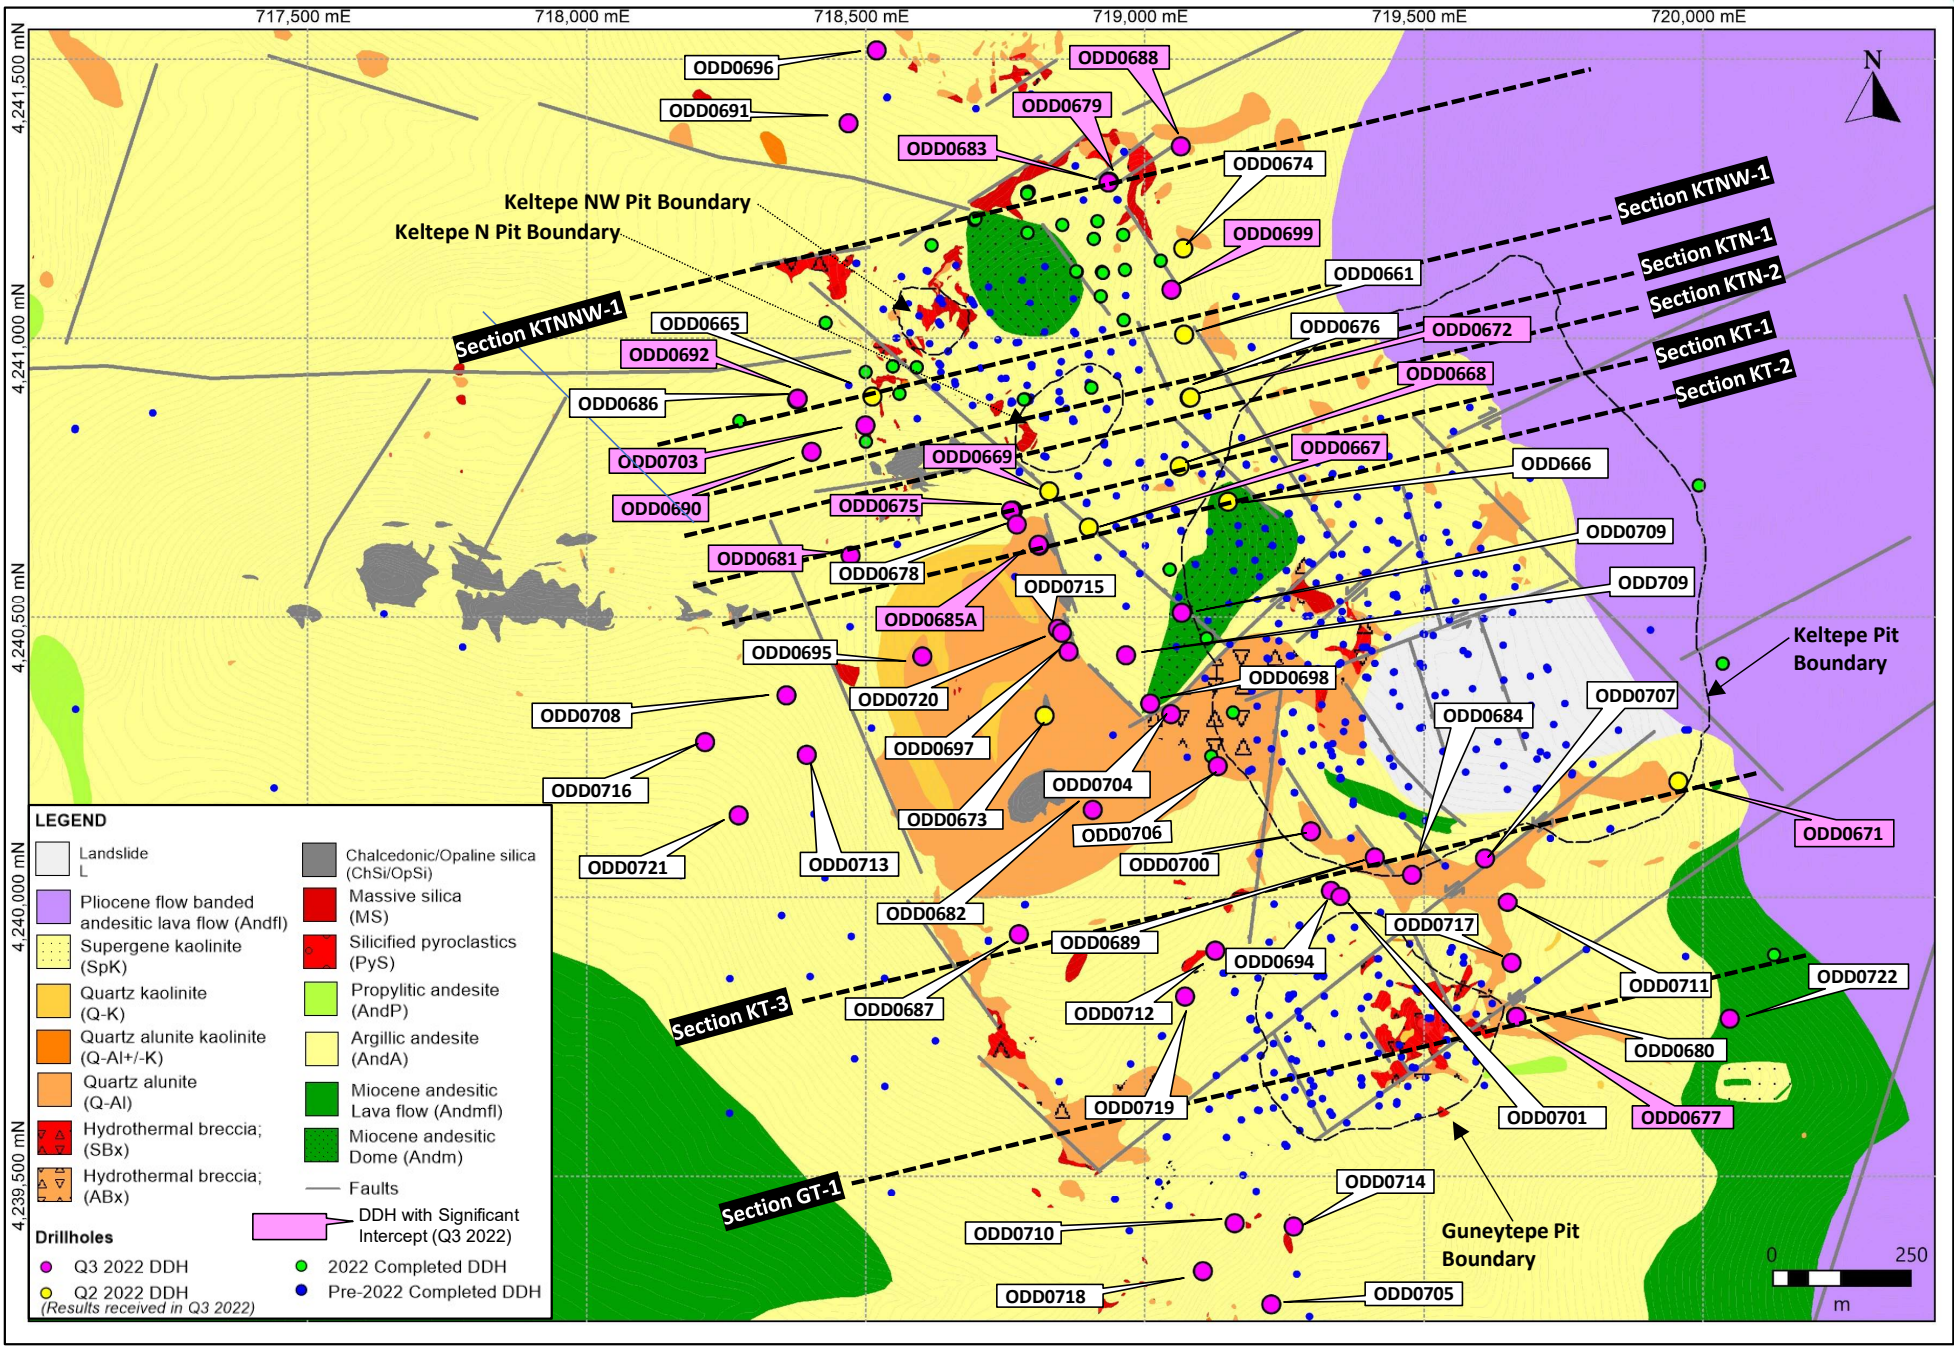 717,500 mE
718,000 mE
718,500 mE
719,000 mE
719,500 mE
720,000 mE
4,241,500 mN
4,241,000 mN
4,240,500 mN
4,240,000 mN
4,239,500 mN
N
ODD0696
ODD0688
ODD0691
ODD0679
ODD0683
ODD0674
Keltepe NW Pit Boundary
Keltepe N Pit Boundary
ODD0699
Section KTNW-1
Section KTN-1
Section KTN-2
Section KT-1
Section KT-2
ODD0661
Section KTNNW-1
ODD0665
ODD0676
ODD0672
ODD0692
ODD0668
ODD0686
ODD0703
ODD0669
ODD0667
ODD666
ODD0690
ODD0675
ODD0709
ODD0681
ODD0678
ODD0715
ODD709
ODD0685A
ODD0695
Keltepe Pit
Boundary
ODD0698
ODD0720
ODD0707
ODD0708
ODD0684
ODD0697
ODD0716
ODD0704
ODD0673
ODD0706
ODD0671
ODD0721
ODD0713
ODD0700
ODD0682
ODD0689
ODD0717
ODD0694
ODD0711
ODD0722
Section KT-3
ODD0687
ODD0712
ODD0680
ODD0719
ODD0701
ODD0677
Section GT-1
ODD0714
ODD0710
Guneytepe Pit
Boundary
ODD0718
ODD0705
0
250
m
LEGEND
Landslide
L
Pliocene flow banded
andesitic lava flow (Andfl)
Supergene kaolinite
(SpK)
Quartz kaolinite
(Q-K)
Quartz alunite kaolinite
(Q-Al+/-K)
Quartz alunite
(Q-Al)
Hydrothermal breccia;
(SBx)
Hydrothermal breccia;
(ABx)
Chalcedonic/Opaline silica
(ChSi/OpSi)
Massive silica
(MS)
Silicified pyroclastics
(PyS)
Propylitic andesite
(AndP)
Argillic andesite
(AndA)
Miocene andesitic
Lava flow (Andmfl)
Miocene andesitic
Dome (Andm)
Faults
DDH with Significant
Intercept (Q3 2022)
Drillholes
Q3 2022 DDH
Q2 2022 DDH
(Results received in Q3 2022)
2022 Completed DDH
Pre-2022 Completed DDH